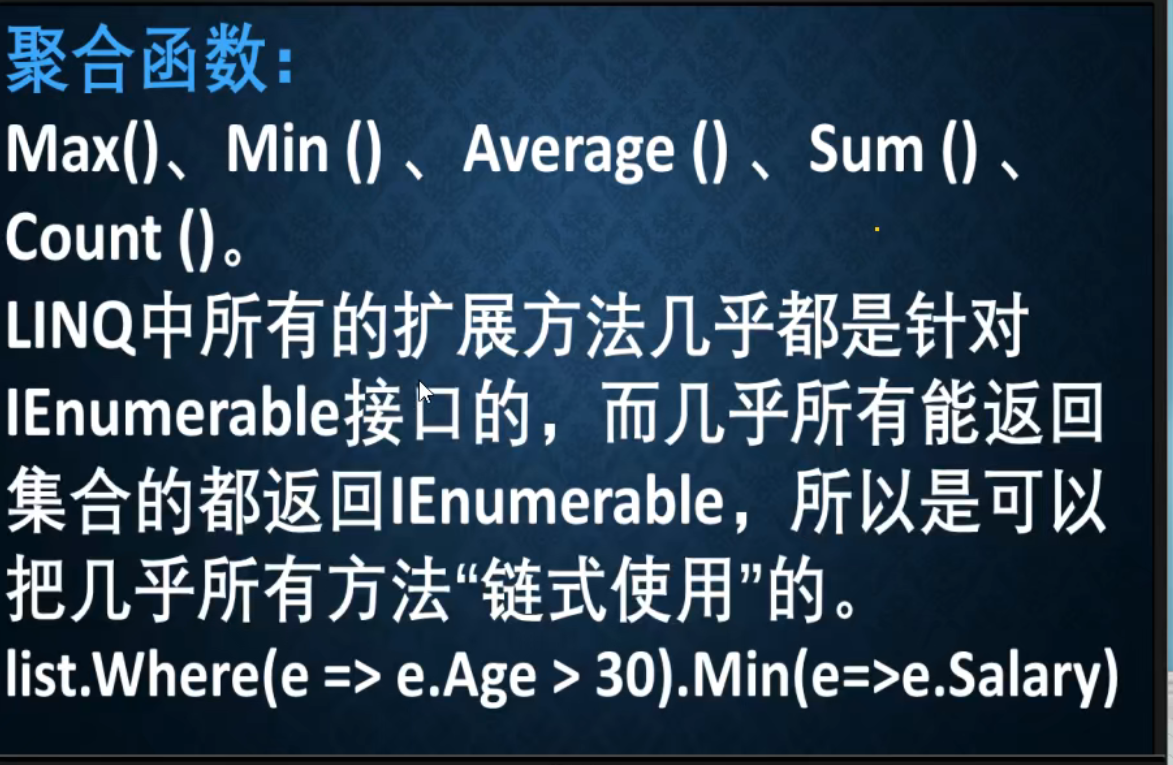 聚合函数:
Max()、Min ()、Average ()、Sum ()、
Count ()。
LINQ中所有的扩展方法几乎都是针对
IEnumerable接口的，而几乎所有能返回
集合的都返回IEnumerable，所以是可以
把几乎所有方法“链式使用”的。
list.Where(e => e.Age > 30).Min(e=>e.Salary)